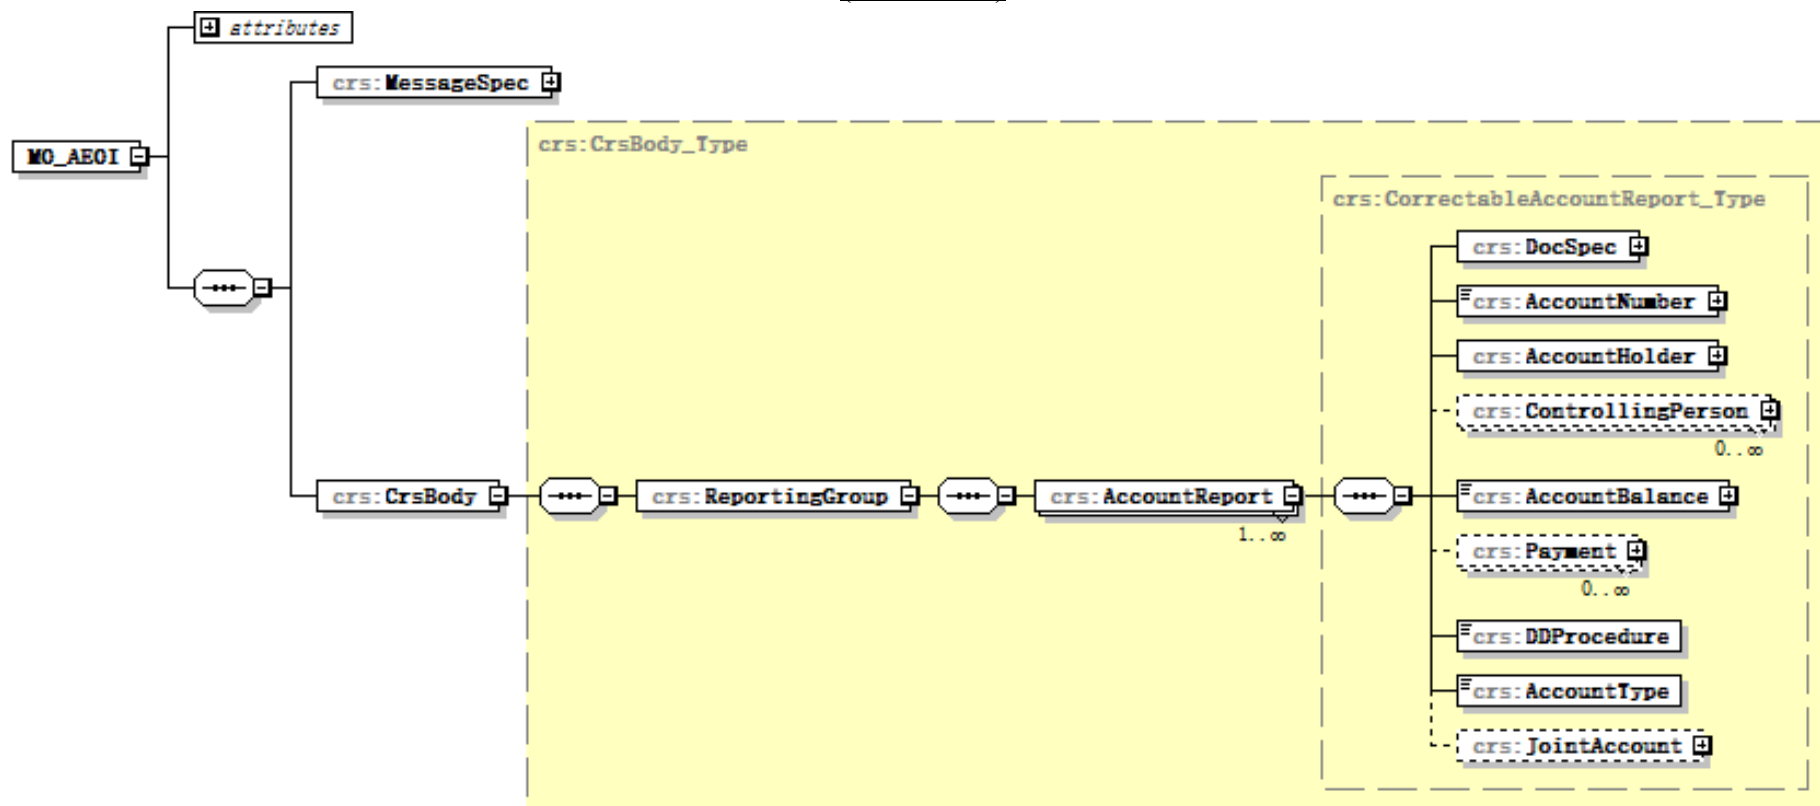 attributes
crs:MessageSpec
MO_AEOI
crs:CrsBody_Type
crs:CorrectableAccountReport_Type
crs:DocSpec
crs:AccountNumber
crs:AccountHolder
crs:ControllingPerson
0..∞
crs:CrsBody
crs:ReportingGroup
crs:AccountReport
1..∞
crs:AccountBalance
crs:Payment
0..∞
crs:DDProcedure
crs:AccountType
crs:JointAccount